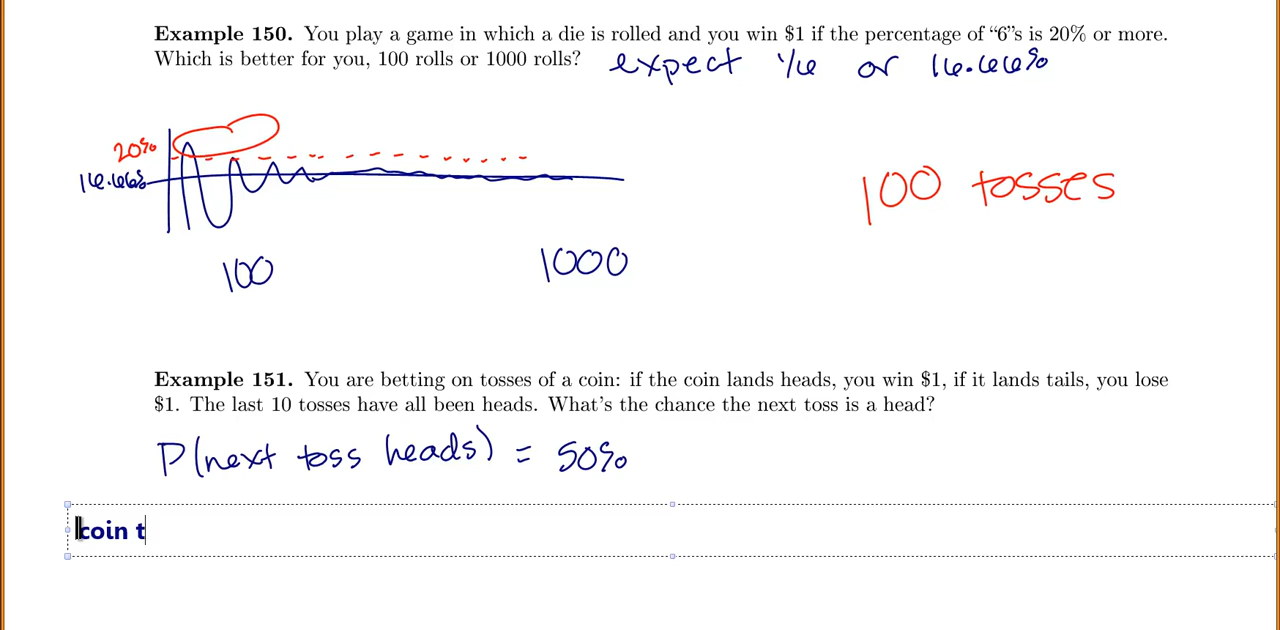 Example 150. You play a game in which a die is rolled and you win $1 if the percentage of “6”s is 20% or more.
Which is better for you, 100 rolls or 1000 rolls? expect 1/6 or 16.66%
20%
16.66%
100 tosses
100
1000
Example 151. You are betting on tosses of a coin: if the coin lands heads, you win $1, if it lands tails, you lose
$1. The last 10 tosses have all been heads. What’s the chance the next toss is a head?
P(next toss heads) = 50%
coin t